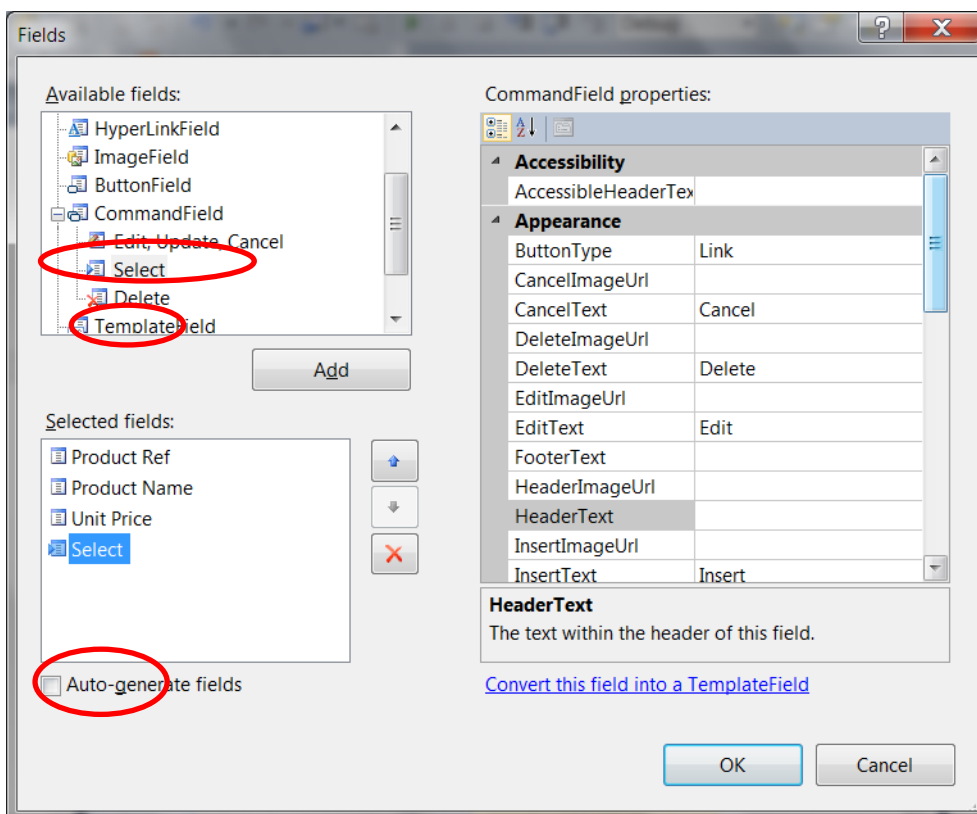 Fields
Available fields:
HyperLinkField
ImageField
ButtonField
CommandField
Edit, Update, Cancel
Select
Delete
TemplateField
Add
Selected fields:
Product Ref
Product Name
Unit Price
Select
Auto-generate fields
CommandField properties:
Accessibility
AccessibleHeaderTex
Appearance
ButtonType Link
CancelImageUrl
CancelText Cancel
DeleteImageUrl
DeleteText Delete
EditImageUrl
EditText Edit
FooterText
HeaderImageUrl
HeaderText
InsertImageUrl
InsertText Insert
HeaderText
The text within the header of this field.
Convert this field into a TemplateField
OK Cancel